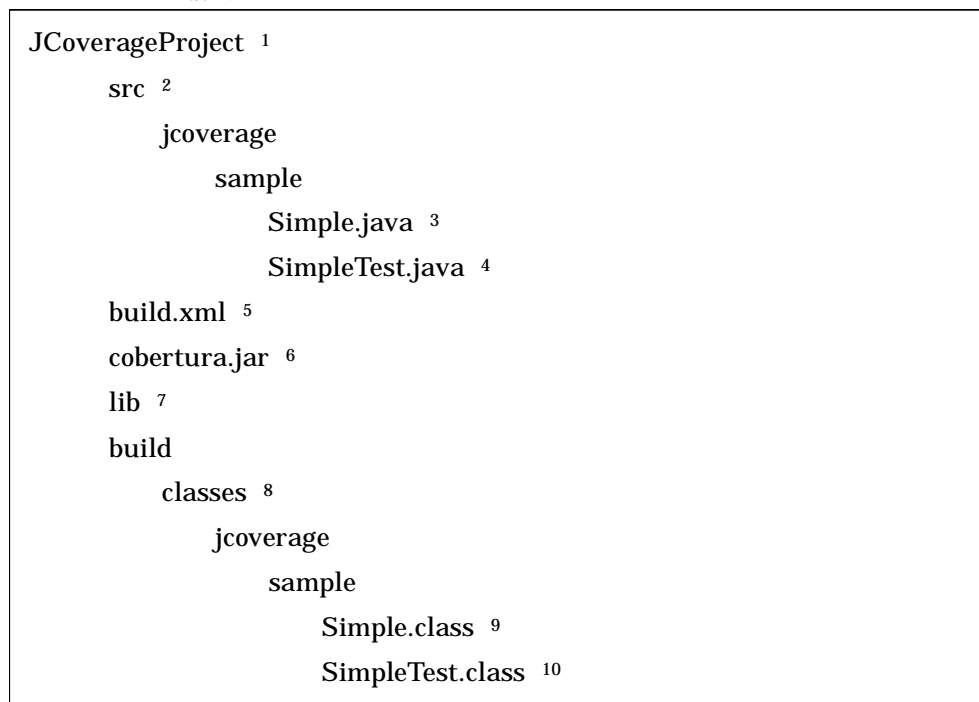 JCoverageProject 1
src 2
jcoverage
sample
Simple.java 3
SimpleTest.java 4
build.xml 5
cobertura.jar 6
lib 7
build
classes 8
jcoverage
sample
Simple.class 9
SimpleTest.class 10